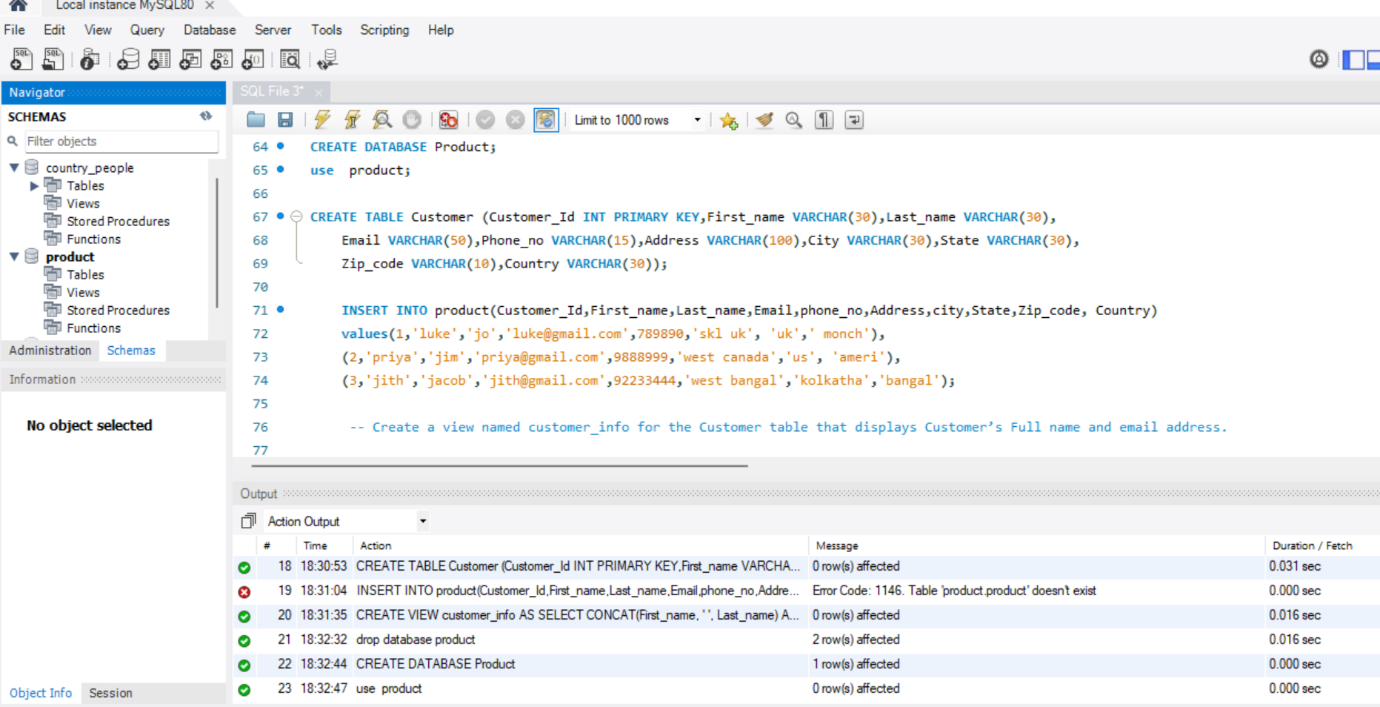 Local instance MySQL80 ×
File Edit View Query Database Server Tools Scripting Help
Navigator
SQL File 3* ×
SCHEMAS
Filter objects
country_people
Tables
Views
Stored Procedures
Functions
product
Tables
Views
Stored Procedures
Functions
Administration Schemas
Information
No object selected
Object Info Session
Limit to 1000 rows
64 CREATE DATABASE Product;
65 use  product;
66
67 CREATE TABLE Customer (Customer_Id INT PRIMARY KEY,First_name VARCHAR(30),Last_name VARCHAR(30),
68 Email VARCHAR(50),Phone_no VARCHAR(15),Address VARCHAR(100),City VARCHAR(30),State VARCHAR(30),
69 Zip_code VARCHAR(10),Country VARCHAR(30));
70
71 INSERT INTO product(Customer_Id,First_name,Last_name,Email,phone_no,Address,city,State,Zip_code, Country)
72 values(1,'luke','jo','luke@gmail.com',789890,'skl uk', 'uk',' monch'),
73 (2,'priya','jim','priya@gmail.com',9888999,'west canada','us', 'ameri'),
74 (3,'jith','jacob','jith@gmail.com',92233444,'west bangal','kolkatha','bangal');
75
76 -- Create a view named customer_info for the Customer table that displays Customer’s Full name and email address.
77
Output
Action Output
# Time Action Message Duration / Fetch
18 18:30:53 CREATE TABLE Customer (Customer_Id INT PRIMARY KEY,First_name VARCHA... 0 row(s) affected 0.031 sec
19 18:31:04 INSERT INTO product(Customer_Id,First_name,Last_name,Email,phone_no,Addre... Error Code: 1146. Table 'product.product' doesn't exist 0.000 sec
20 18:31:35 CREATE VIEW customer_info AS SELECT CONCAT(First_name, ' ', Last_name) A... 0 row(s) affected 0.016 sec
21 18:32:32 drop database product 2 row(s) affected 0.016 sec
22 18:32:44 CREATE DATABASE Product 1 row(s) affected 0.000 sec
23 18:32:47 use  product 0 row(s) affected 0.000 sec